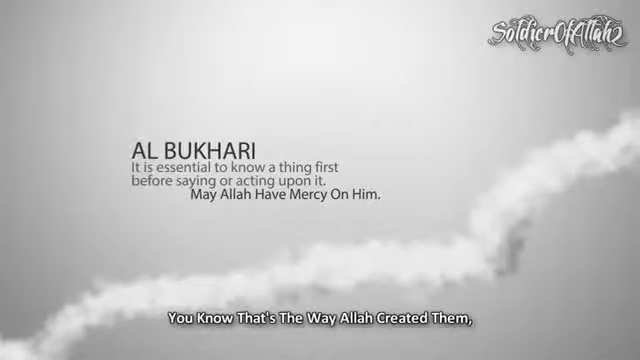 SoldierOfAllah2
AL BUKHARI
It is essential to know a thing first
before saying or acting upon it.
May Allah Have Mercy On Him.
You Know That's The Way Allah Created Them,